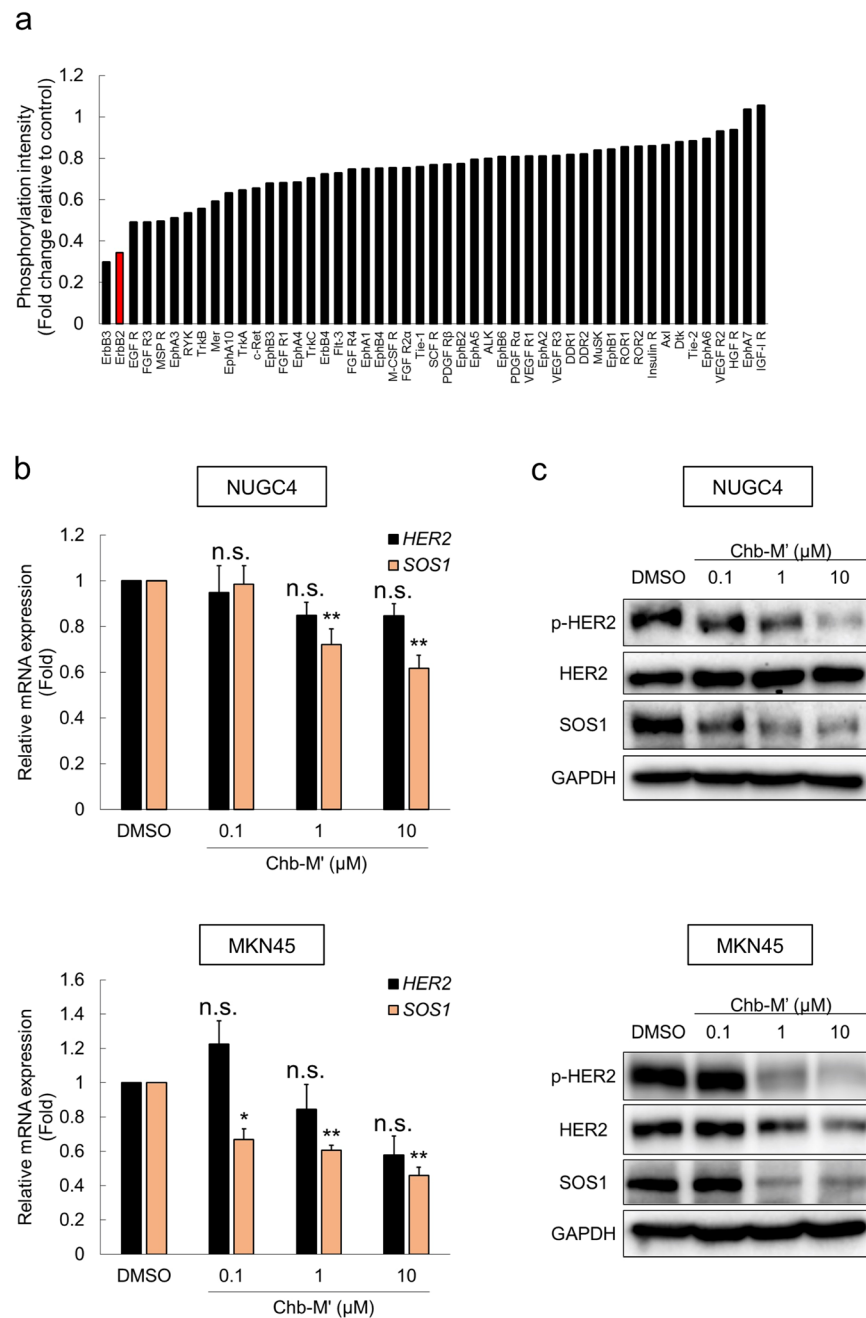 a
Phosphorylation intensity
(Fold change relative to control)
1.2
1
0.8
0.6
0.4
0.2
0
ErbB3
ErbB2
EGF R
FGF R3
MSP R
EphA3
RYK
TrkB
Mer
EphA10
TrkA
c-Ret
EphB3
FGF R1
EphA4
TrkC
ErbB4
Flt-3
FGF R4
EphA1
EphB4
M-CSF R
FGF R2α
Tie-1
SCF R
PDGF Rβ
EphB2
EphA5
ALK
EphB6
PDGF Rα
VEGF R1
EphA2
VEGF R3
DDR1
DDR2
MuSK
EphB1
ROR1
ROR2
Insulin R
Axl
Dtk
Tie-2
EphA6
VEGF R2
HGF R
EphA7
IGF-I R
b
NUGC4
Relative mRNA expression
(Fold)
1.2
1
0.8
0.6
0.4
0.2
0
HER2
SOS1
n.s.
n.s.
**
n.s.
**
DMSO 0.1 1 10
Chb-M' (μM)
MKN45
Relative mRNA expression
(Fold)
1.6
1.4
1.2
1
0.8
0.6
0.4
0.2
0
HER2
SOS1
n.s.
*
n.s.
**
n.s.
**
DMSO 0.1 1 10
Chb-M' (μM)
c
NUGC4
Chb-M' (μM)
DMSO 0.1 1 10
p-HER2
HER2
SOS1
GAPDH
MKN45
Chb-M' (μM)
DMSO 0.1 1 10
p-HER2
HER2
SOS1
GAPDH